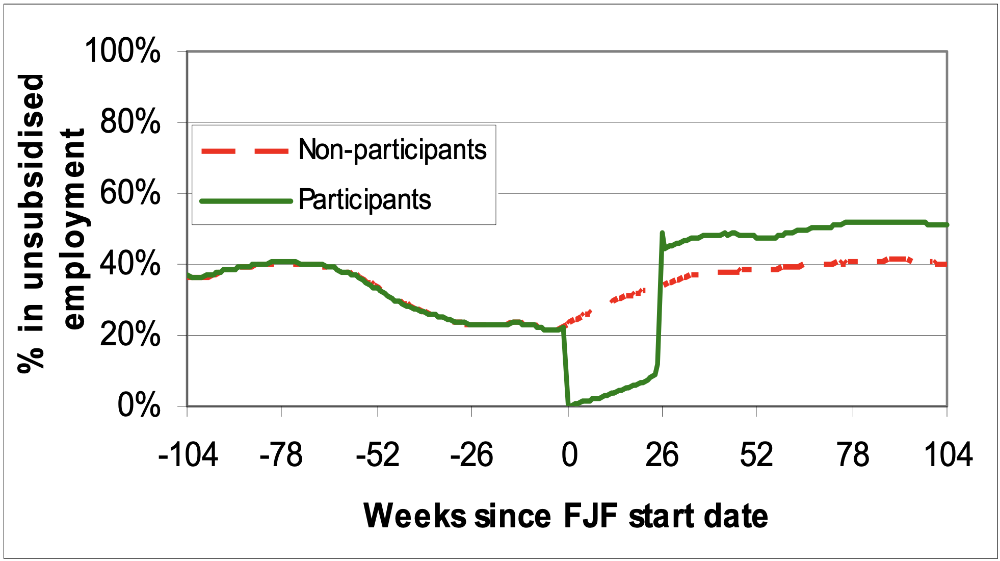 100%
80%
60%
40%
20%
0%
% in unsubsidised
employment
Non-participants
Participants
-104 -78 -52 -26 0 26 52 78 104
Weeks since FJF start date